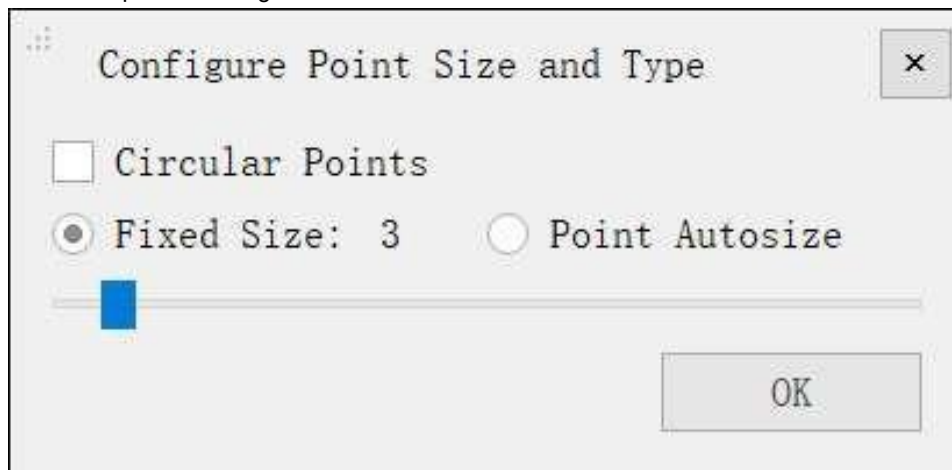 Configure Point Size and Type
Circular Points
Fixed Size: 3 Point Autosize
OK